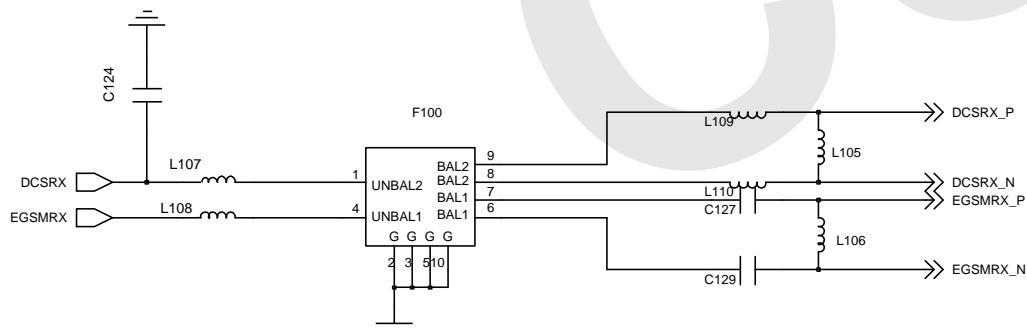 C124
F100
L109
DCSRX_P
L107
9
BAL2
L105
DCSRX
1
UNBAL2
8
BAL2
L110
DCSRX_N
7
BAL1
C127
EGSMRX_P
EGSMRX
L108
4
UNBAL1
6
BAL1
G G G G
L106
2 3 5 10
C129
EGSMRX_N